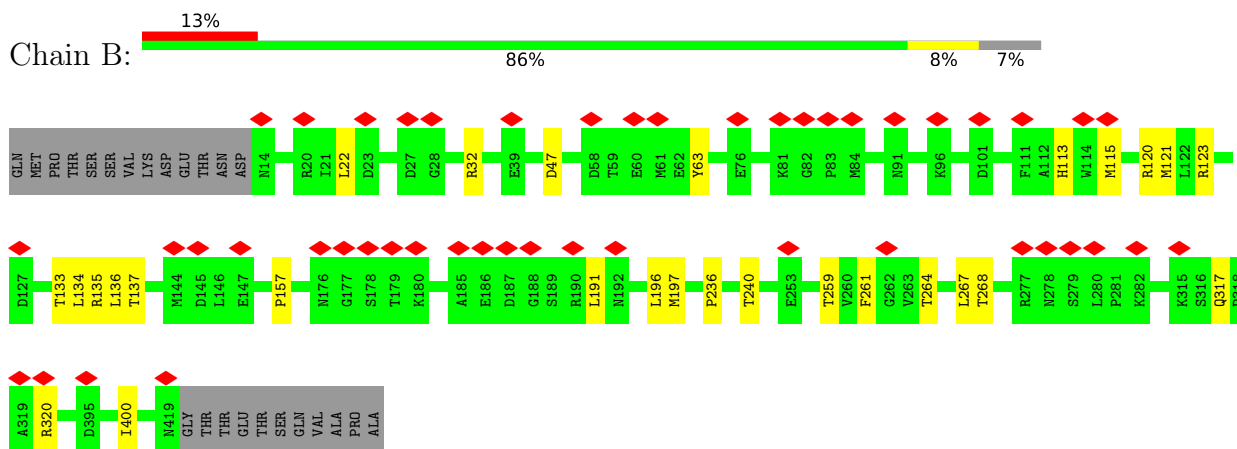 13%
Chain B:
86% 8% 7%
GLN MET PRO THR SER SER VAL LYS ASP GLU THR ASN ASP N14 R20 I21 L22 D23 D27 G28 R32 E39 D47 D58 T59 E60 M61 E62 Y63 E76 K81 G82 P83 M84 N91 K96 D101 F111 A112 H113 W114 M115 R120 M121 L122 R123
D127 T133 L134 R135 L136 T137 M144 D145 L146 E147 P157 N176 G177 S178 T179 K180 A185 E186 D187 G188 S189 R190 L191 N192 L196 M197 P236 T240 E253 T259 V260 F261 G262 V263 T264 L267 T268 R277 N278 S279 L280 P281 K282 K315 S316 Q317
A319 R320 D395 I400 N419 GLY THR THR GLU THR SER GLN VAL ALA PRO ALA